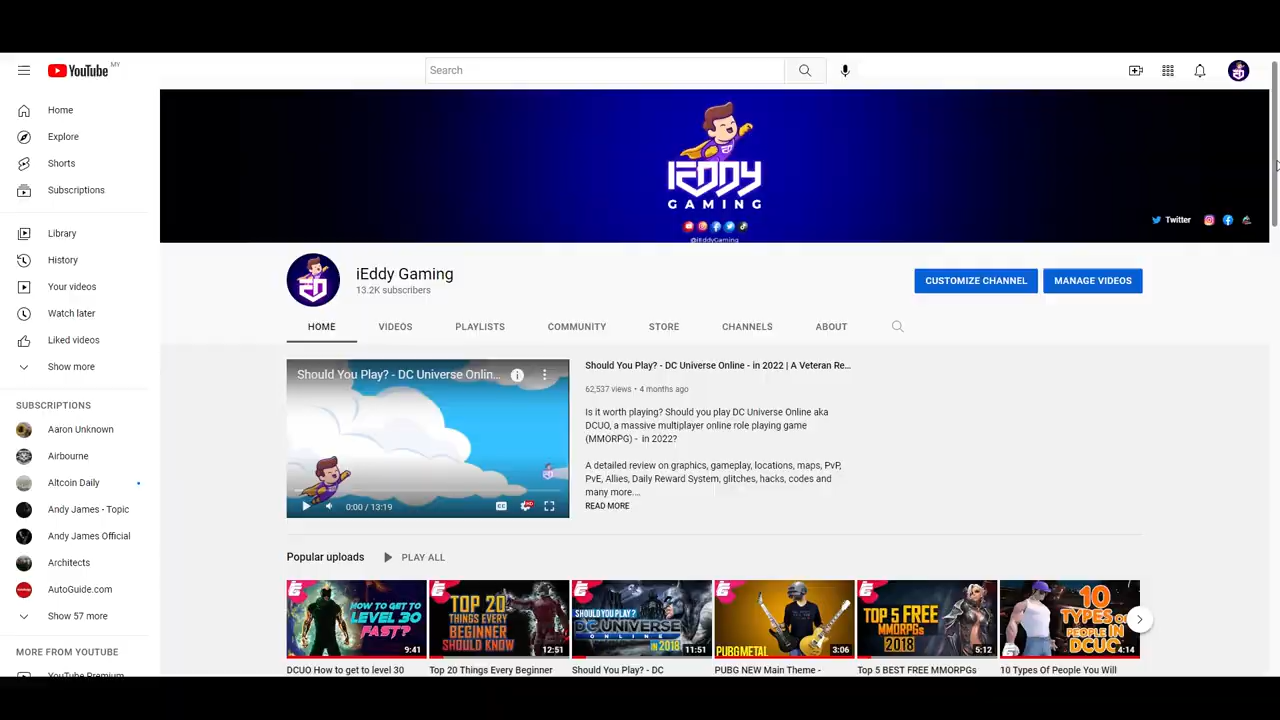 YouTube MY
Search
Home
Explore
Shorts
Subscriptions
Library
History
Your videos
Watch later
Liked videos
Show more
SUBSCRIPTIONS
Aaron Unknown
Airbourne
Altcoin Daily
Andy James - Topic
Andy James Official
Architects
AutoGuide.com
Show 57 more
MORE FROM YOUTUBE
YouTube Premium
IEDDY
GAMING
@iEddyGaming
Twitter
iEddy Gaming
13.2K subscribers
CUSTOMIZE CHANNEL
MANAGE VIDEOS
HOME
VIDEOS
PLAYLISTS
COMMUNITY
STORE
CHANNELS
ABOUT
Should You Play? - DC Universe Onlin...
0:00 / 13:19
CC
HD
Should You Play? - DC Universe Online - in 2022 | A Veteran Re...
62,537 views • 4 months ago
Is it worth playing? Should you play DC Universe Online aka
DCUO, a massive multiplayer online role playing game
(MMORPG) - in 2022?
A detailed review on graphics, gameplay, locations, maps, PvP,
PvE, Allies, Daily Reward System, glitches, hacks, codes and
many more....
READ MORE
Popular uploads
PLAY ALL
HOW TO GET TO
LEVEL 30
FAST?
9:41
TOP 20
THINGS EVERY
BEGINNER
SHOULD KNOW
12:51
SHOULD YOU PLAY?
DC UNIVERSE
ONLINE
IN 2018
11:51
PUBG METAL
3:06
TOP 5 FREE
MMORPGs
2018
5:12
10
TYPES OF
PEOPLE IN
DCUO
4:14
DCUO How to get to level 30
Top 20 Things Every Beginner
Should You Play? - DC
PUBG NEW Main Theme -
Top 5 BEST FREE MMORPGs
10 Types Of People You Will